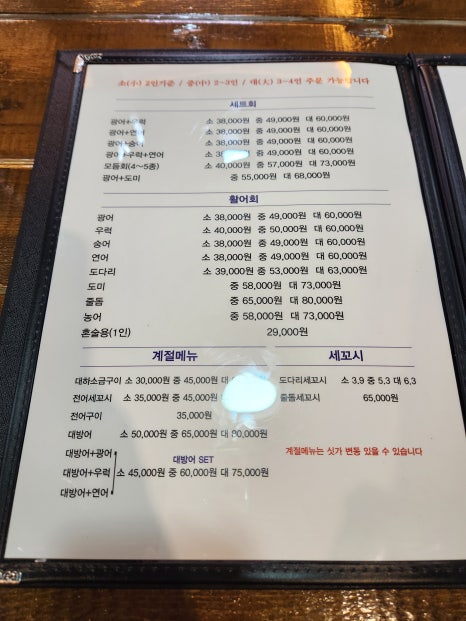 소(小) 2인기준 / 중(中) 2~3인 / 대(大) 3~4인 주문 가능합니다
세트회
광어+우럭 소 38,000원 중 49,000원 대 60,000원
광어+연어 소 38,000원 중 49,000원 대 60,000원
광어+숭어 소 38,000원 중 49,000원 대 60,000원
광어+우럭+연어 소 중 49,000원 대 60,000원
모듬회(4~5종) 소 40,000원 중 57,000원 대 73,000원
광어+도미 중 55,000원 대 68,000원
활어회
광어 소 38,000원 중 49,000원 대 60,000원
우럭 소 40,000원 중 50,000원 대 60,000원
숭어 소 38,000원 중 49,000원 대 60,000원
연어 소 38,000원 중 49,000원 대 60,000원
도다리 소 39,000원 중 53,000원 대 63,000원
도미 중 58,000원 대 73,000원
줄돔 중 65,000원 대 80,000원
농어 중 58,000원 대 73,000원
혼술용(1인) 29,000원
계절메뉴
대하소금구이 소 30,000원 중 45,000원 대
전어세꼬시 소 35,000원 중 45,000원
전어구이 35,000원
대방어 소 50,000원 중 65,000원 대 80,000원
대방어 SET
대방어+광어
대방어+우럭 소 45,000원 중 60,000원 대 75,000원
대방어+연어
세꼬시
도다리세꼬시 소 3.9 중 5.3 대 6.3
줄돔세꼬시 65,000원
계절메뉴는 싯가 변동 있을 수 있습니다